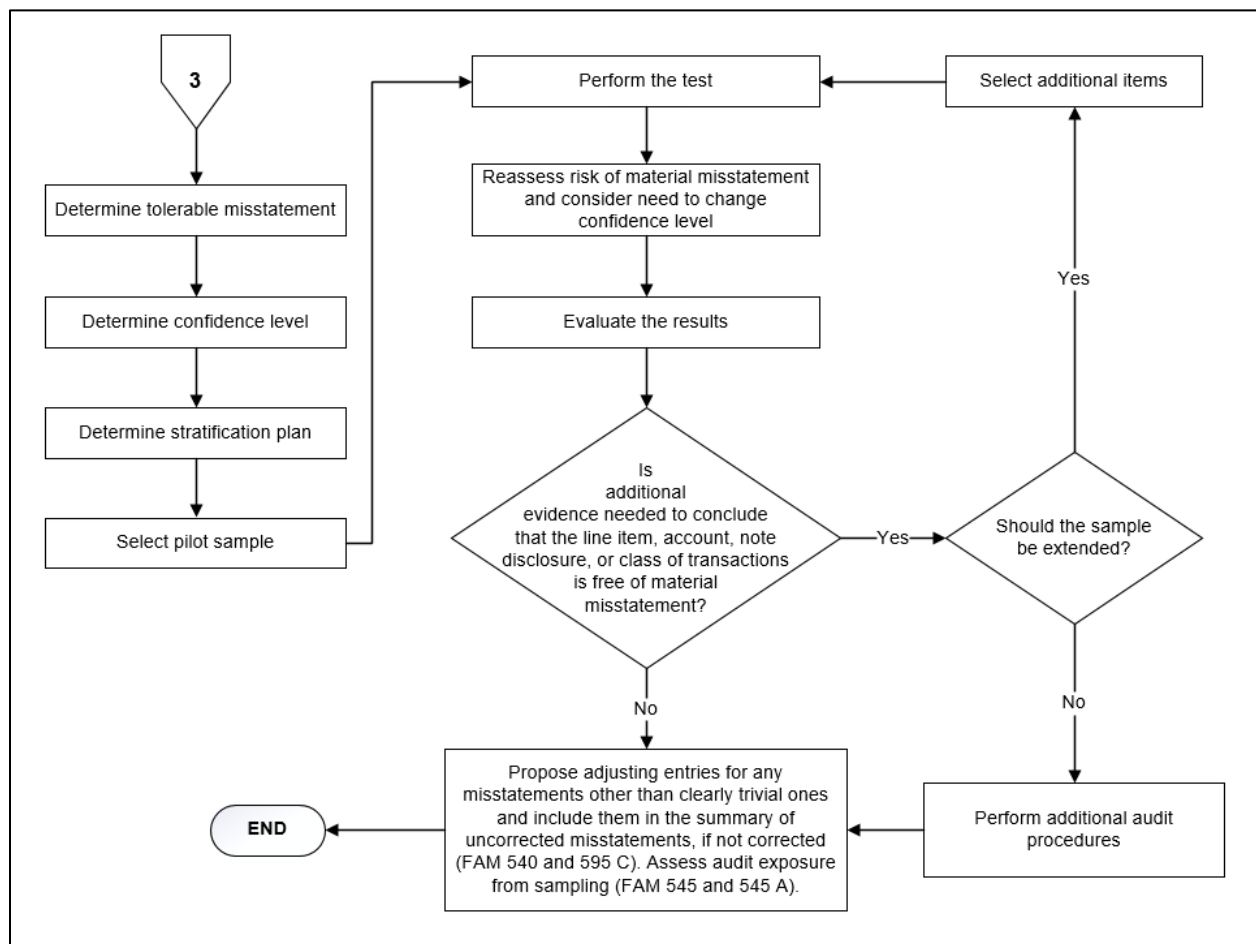 3
Determine tolerable misstatement
Determine confidence level
Determine stratification plan
Select pilot sample
Perform the test
Reassess risk of material misstatement
and consider need to change
confidence level
Evaluate the results
Is
additional
evidence needed to conclude
that the line item, account, note
disclosure, or class of transactions
is free of material
misstatement?
Yes
No
Should the sample
be extended?
Yes
Select additional items
No
Perform additional audit
procedures
Propose adjusting entries for any
misstatements other than clearly trivial ones
and include them in the summary of
uncorrected misstatements, if not corrected
(FAM 540 and 595 C). Assess audit exposure
from sampling (FAM 545 and 545 A).
END